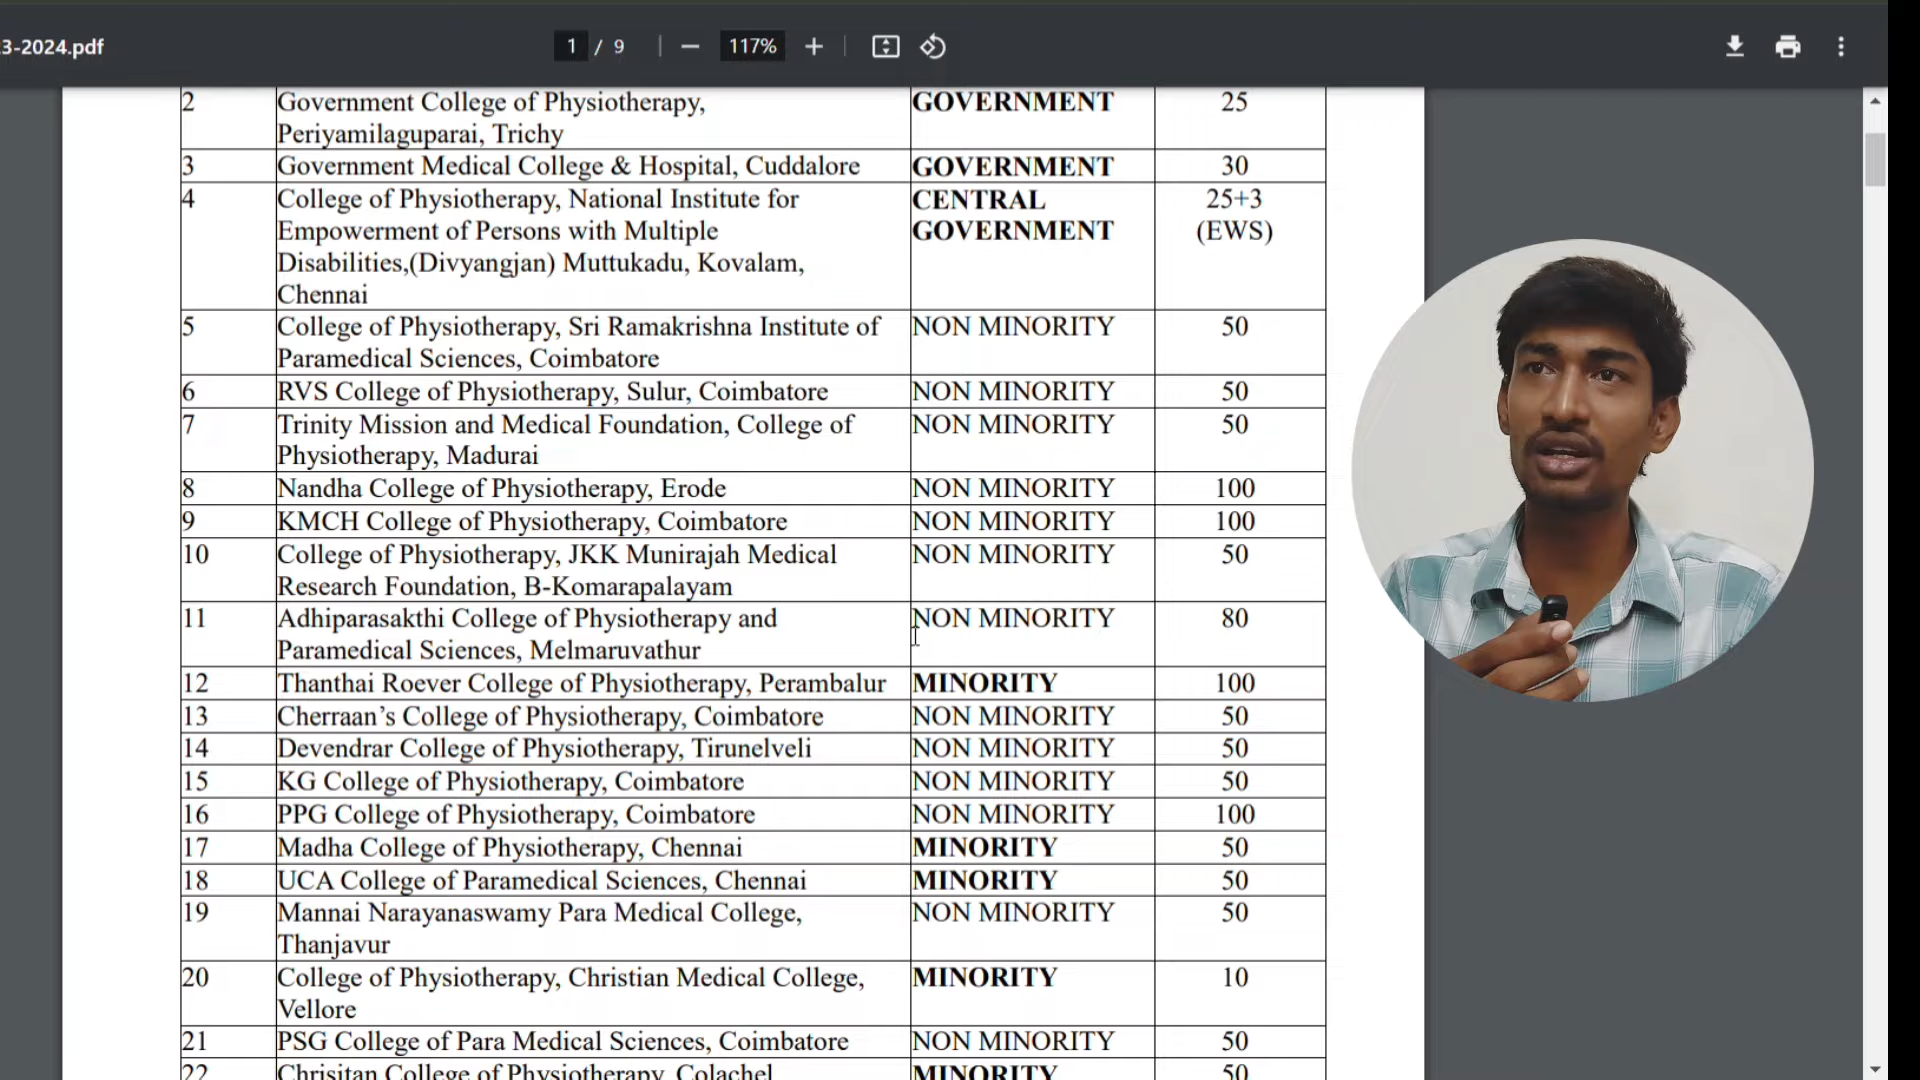 3-2024.pdf
1 / 9
117%
2 Government College of Physiotherapy, GOVERNMENT 25
Periyamilaguparai, Trichy
3 Government Medical College & Hospital, Cuddalore GOVERNMENT 30
4 College of Physiotherapy, National Institute for CENTRAL 25+3
Empowerment of Persons with Multiple GOVERNMENT (EWS)
Disabilities,(Divyangjan) Muttukadu, Kovalam,
Chennai
5 College of Physiotherapy, Sri Ramakrishna Institute of NON MINORITY 50
Paramedical Sciences, Coimbatore
6 RVS College of Physiotherapy, Sulur, Coimbatore NON MINORITY 50
7 Trinity Mission and Medical Foundation, College of NON MINORITY 50
Physiotherapy, Madurai
8 Nandha College of Physiotherapy, Erode NON MINORITY 100
9 KMCH College of Physiotherapy, Coimbatore NON MINORITY 100
10 College of Physiotherapy, JKK Munirajah Medical NON MINORITY 50
Research Foundation, B-Komarapalayam
11 Adhiparasakthi College of Physiotherapy and NON MINORITY 80
Paramedical Sciences, Melmaruvathur
12 Thanthai Roever College of Physiotherapy, Perambalur MINORITY 100
13 Cherraan’s College of Physiotherapy, Coimbatore NON MINORITY 50
14 Devendrar College of Physiotherapy, Tirunelveli NON MINORITY 50
15 KG College of Physiotherapy, Coimbatore NON MINORITY 50
16 PPG College of Physiotherapy, Coimbatore NON MINORITY 100
17 Madha College of Physiotherapy, Chennai MINORITY 50
18 UCA College of Paramedical Sciences, Chennai MINORITY 50
19 Mannai Narayanaswamy Para Medical College, NON MINORITY 50
Thanjavur
20 College of Physiotherapy, Christian Medical College, MINORITY 10
Vellore
21 PSG College of Para Medical Sciences, Coimbatore NON MINORITY 50
22 Chrisitan College of Physiotherapy, Colachel MINORITY 50